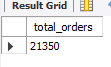 Result Grid
total_orders
21350